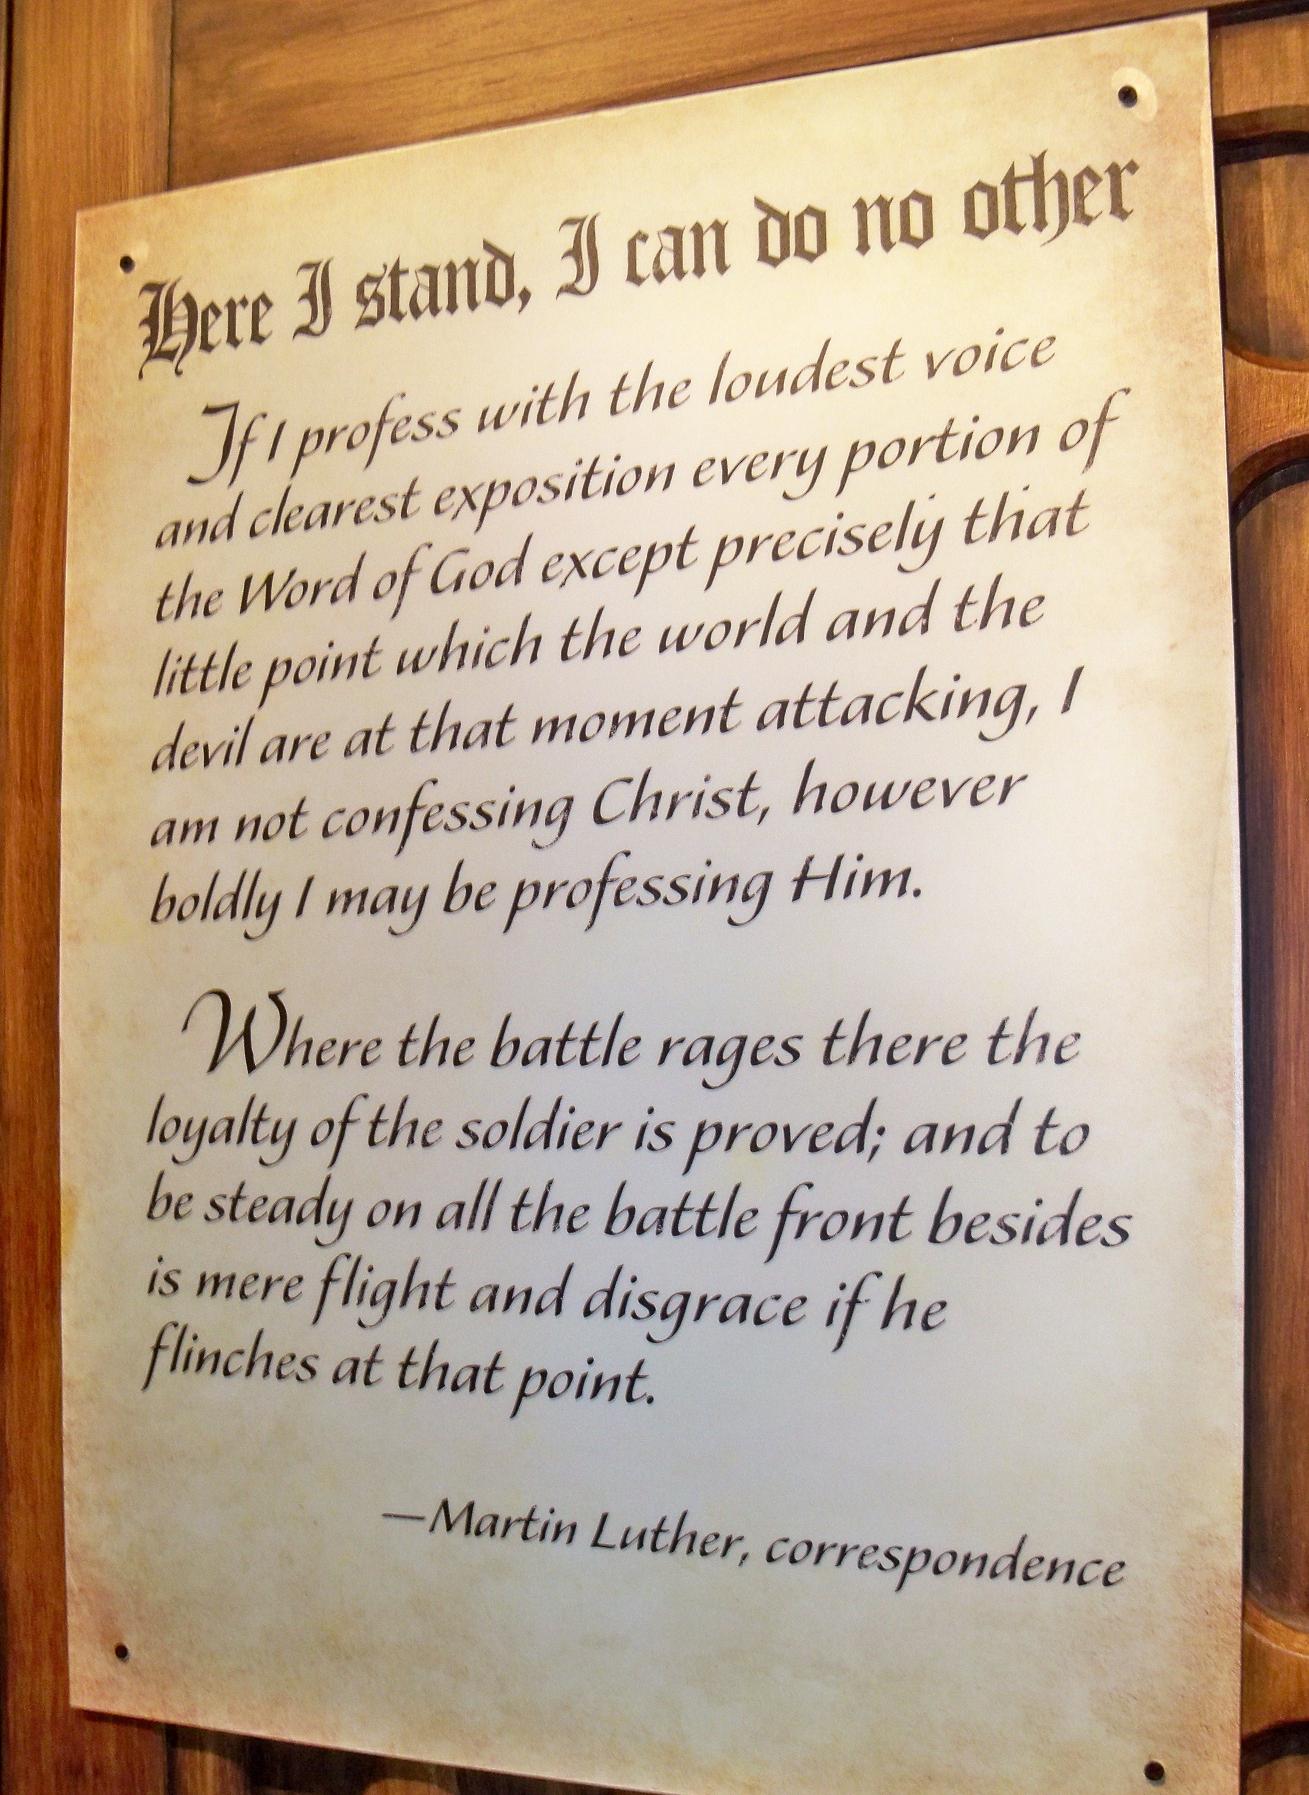 Here I stand, I can do no other
If I profess with the loudest voice
and clearest exposition every portion of
the Word of God except precisely that
little point which the world and the
devil are at that moment attacking, I
am not confessing Christ, however
boldly I may be professing Him.
Where the battle rages there the
loyalty of the soldier is proved; and to
be steady on all the battle front besides
is mere flight and disgrace if he
flinches at that point.
—Martin Luther, correspondence